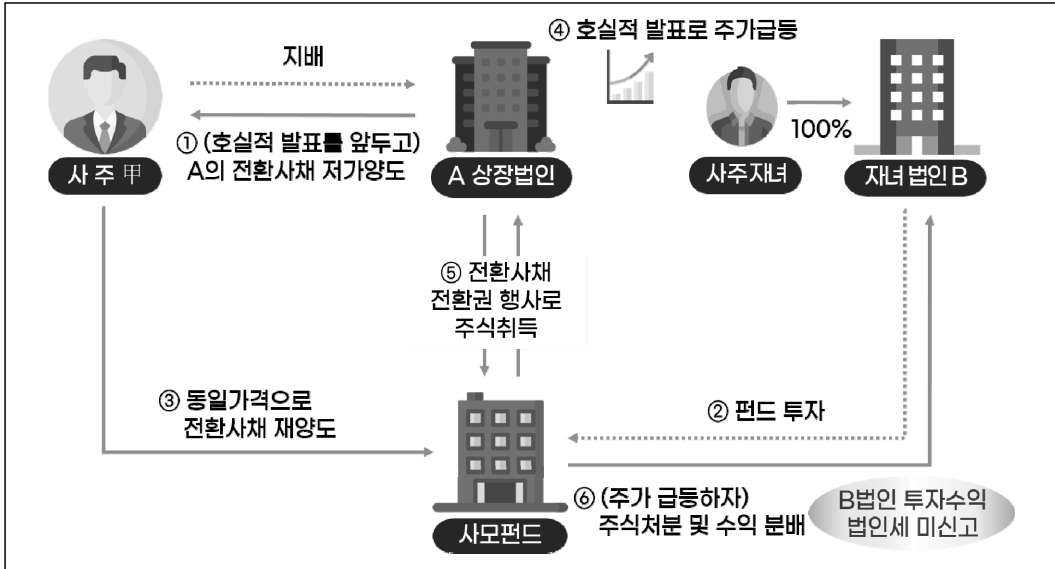 ④ 호실적 발표로 주가급등
지배
① (호실적 발표를 앞두고)
A의 전환사채 저가양도
100%
사 주 甲
A 상장법인
사주자녀
자녀 법인 B
⑤ 전환사채
전환권 행사로
주식취득
③ 동일가격으로
전환사채 재양도
② 펀드 투자
⑥ (주가 급등하자)
주식처분 및 수익 분배
B법인 투자수익
법인세 미신고
사모펀드